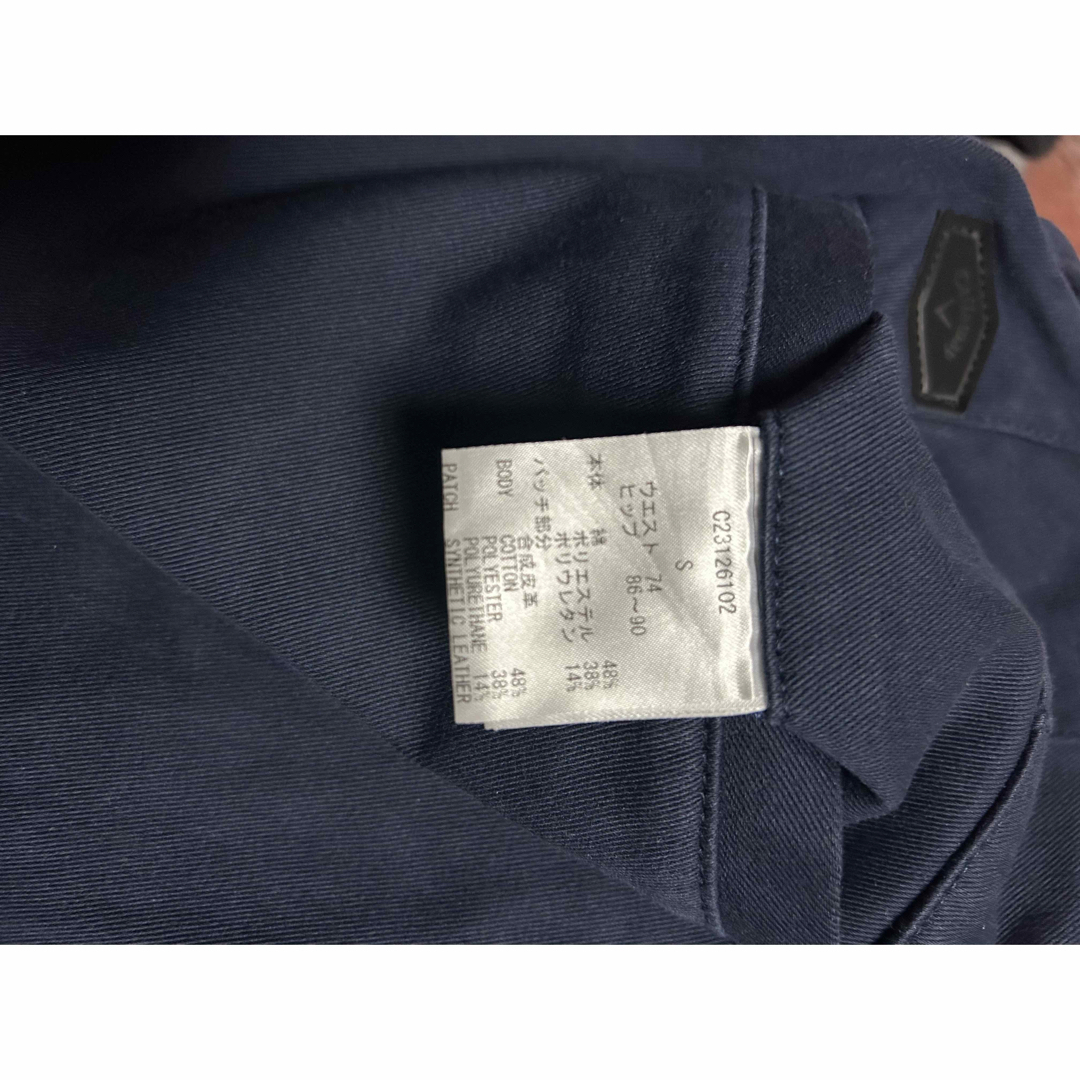 C23126102
S
ウエスト 74
ヒップ 86～90
本体 綿 48%
ポリエステル 38%
ポリウレタン 14%
パッチ部分 合成皮革
BODY COTTON 48%
POLYESTER 38%
POLYURETHANE 14%
PATCH SYNTHETIC LEATHER